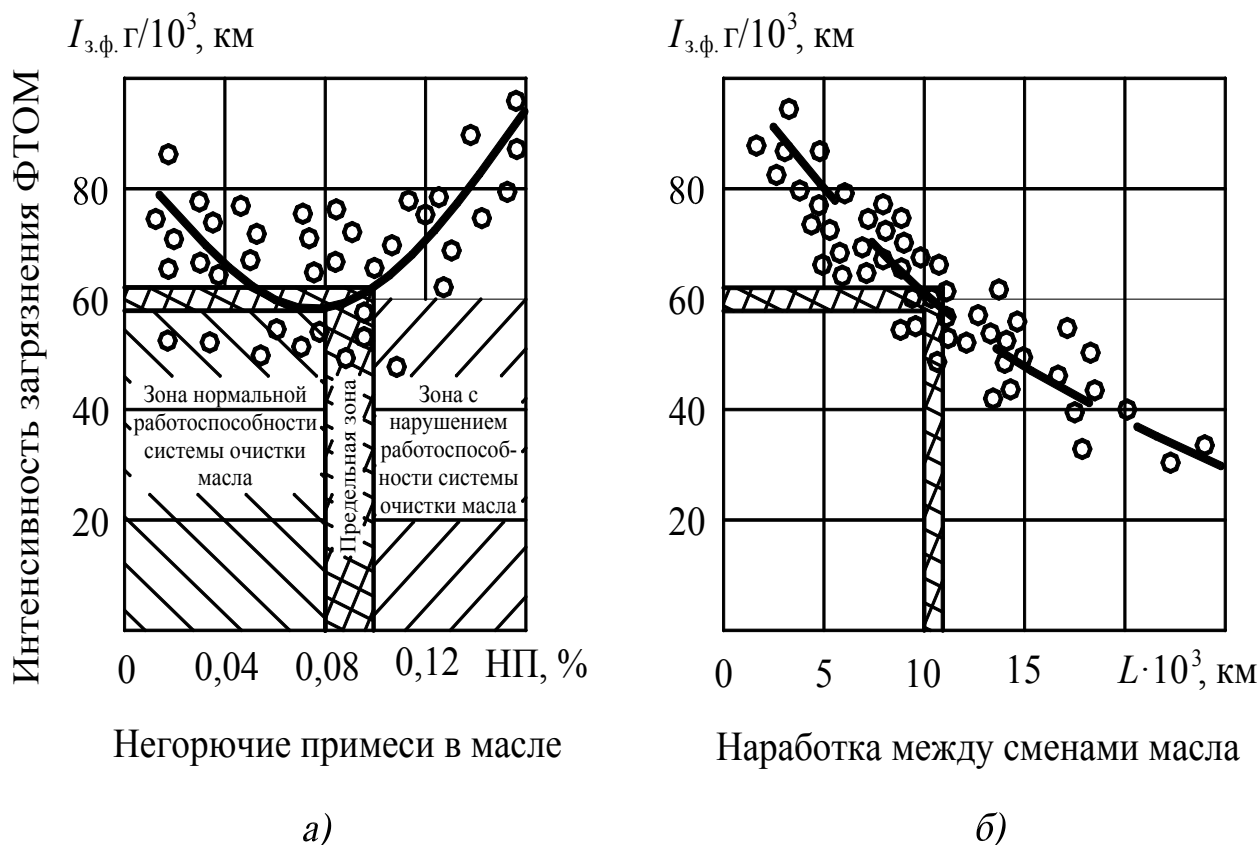 Интенсивность загрязнения ФТОМ
I з.ф. г/10³, км
80
60
40
20
Зона нормальной
работоспособности
системы очистки
масла
Предельная зона
Зона с
нарушением
работоспособ-
ности системы
очистки масла
0 0,04 0,08 0,12 НП, %
Негорючие примеси в масле
а)
I з.ф. г/10³, км
80
60
40
20
0 5 10 15 L·10³, км
Наработка между сменами масла
б)